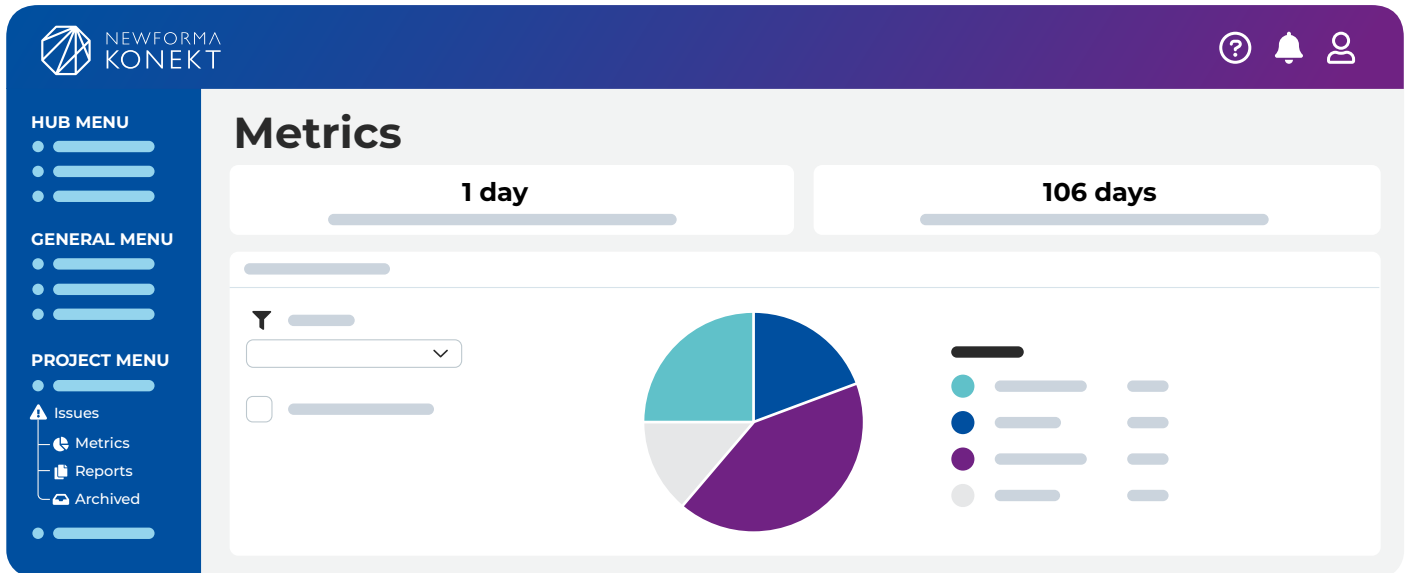 NEWFORMA
KONEKT
?
HUB MENU
GENERAL MENU
PROJECT MENU
Issues
Metrics
Reports
Archived
Metrics
1 day
106 days